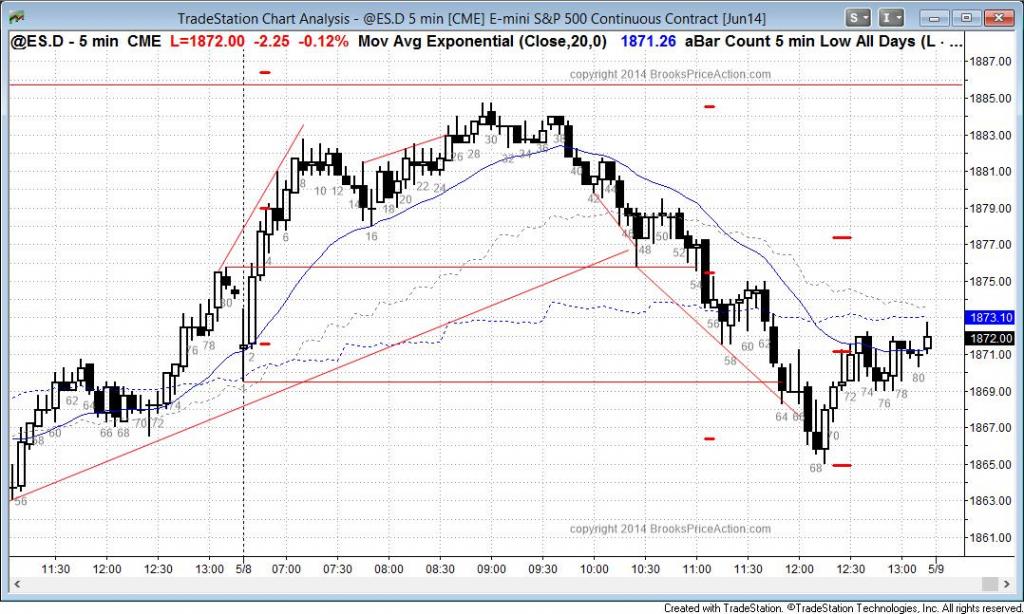 TradeStation Chart Analysis - @ES.D 5 min [CME] E-mini S&P 500 Continuous Contract [Jun14]
S I
@ES.D - 5 min CME L=1872.00 -2.25 -0.12% Mov Avg Exponential (Close,20,0) 1871.26 aBar Count 5 min Low All Days (L · ...
copyright 2014 BrooksPriceAction.com
1887.00
1885.00
1883.00
1881.00
1879.00
1877.00
1875.00
1873.10
1872.00
1871.00
1869.00
1867.00
1865.00
1863.00
1861.00
56 58 60 62 64 66 68 70 72 74 76 78 80
2 4 6 8 10 12 14 16 18 20 22 24 26 28 30 32 34 36 38 40 42 44 46 48 50 52 54 56 58 60 62 64 66 68 70 72 74 76 78 80
copyright 2014 BrooksPriceAction.com
11:30 12:00 12:30 13:00 5/8 07:00 07:30 08:00 08:30 09:00 09:30 10:00 10:30 11:00 11:30 12:00 12:30 13:00 5/9
Created with TradeStation. ©TradeStation Technologies, Inc. All rights reserved.